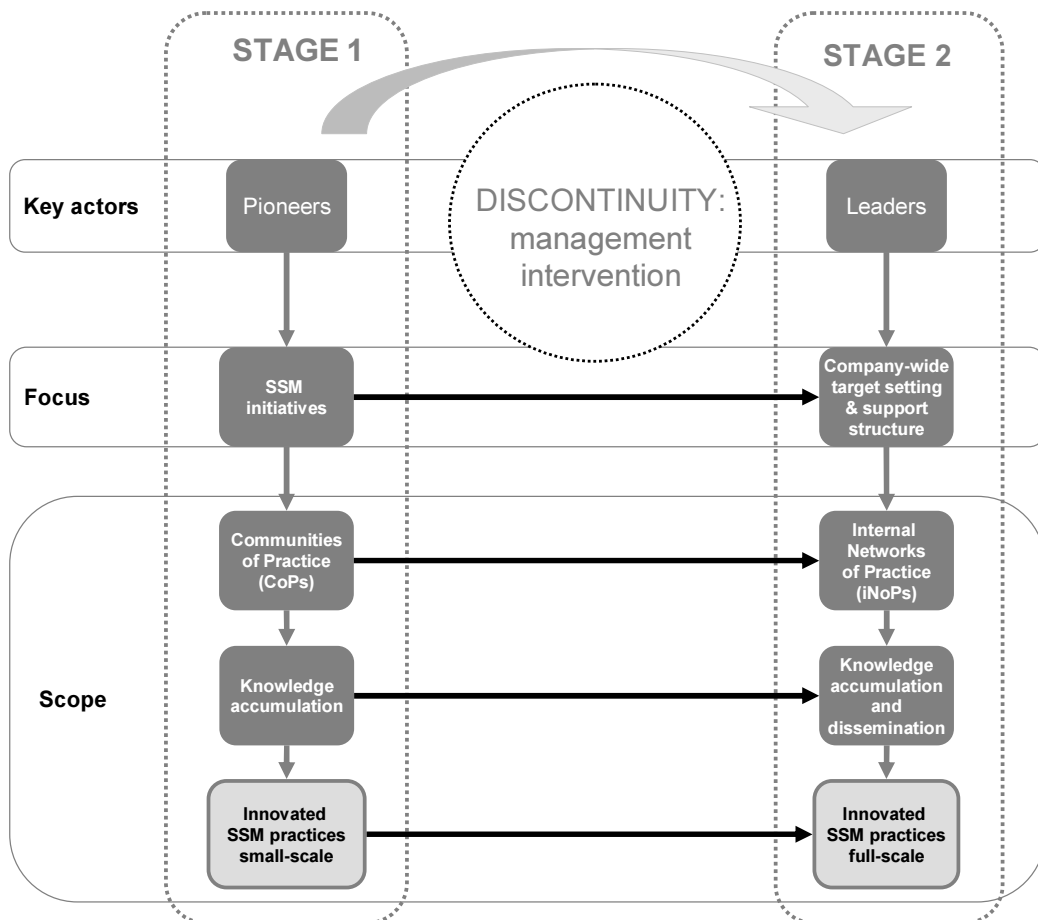 STAGE 1
STAGE 2
Key actors
Pioneers
DISCONTINUITY:
management
intervention
Leaders
Focus
SSM
initiatives
Company-wide
target setting
& support
structure
Scope
Communities
of Practice
(CoPs)
Internal
Networks
of Practice
(iNoPs)
Knowledge
accumulation
Knowledge
accumulation
and
dissemination
Innovated
SSM practices
small-scale
Innovated
SSM practices
full-scale